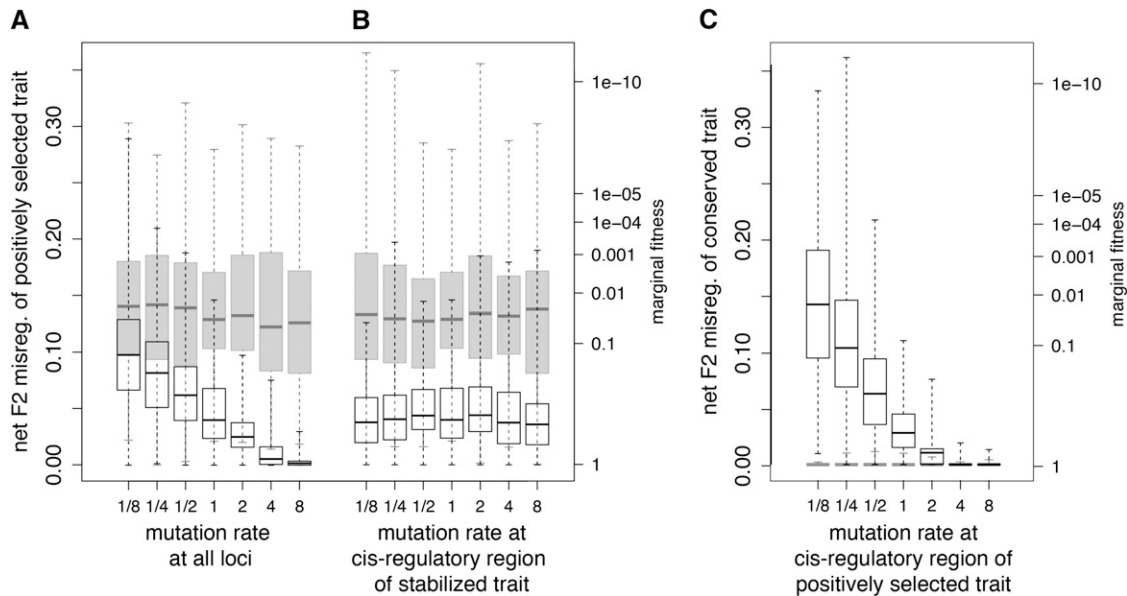 A
B
C
net F2 misreg. of positively selected trait
0.30
0.20
0.10
0.00
1e-10
1e-05
1e-04
0.001
0.01
0.1
1
marginal fitness
1/8 1/4 1/2 1 2 4 8
mutation rate
at all loci
1/8 1/4 1/2 1 2 4 8
mutation rate at
cis-regulatory region
of stabilized trait
net F2 misreg. of conserved trait
0.30
0.20
0.10
0.00
1e-10
1e-05
1e-04
0.001
0.01
0.1
1
marginal fitness
1/8 1/4 1/2 1 2 4 8
mutation rate at
cis-regulatory region of
positively selected trait